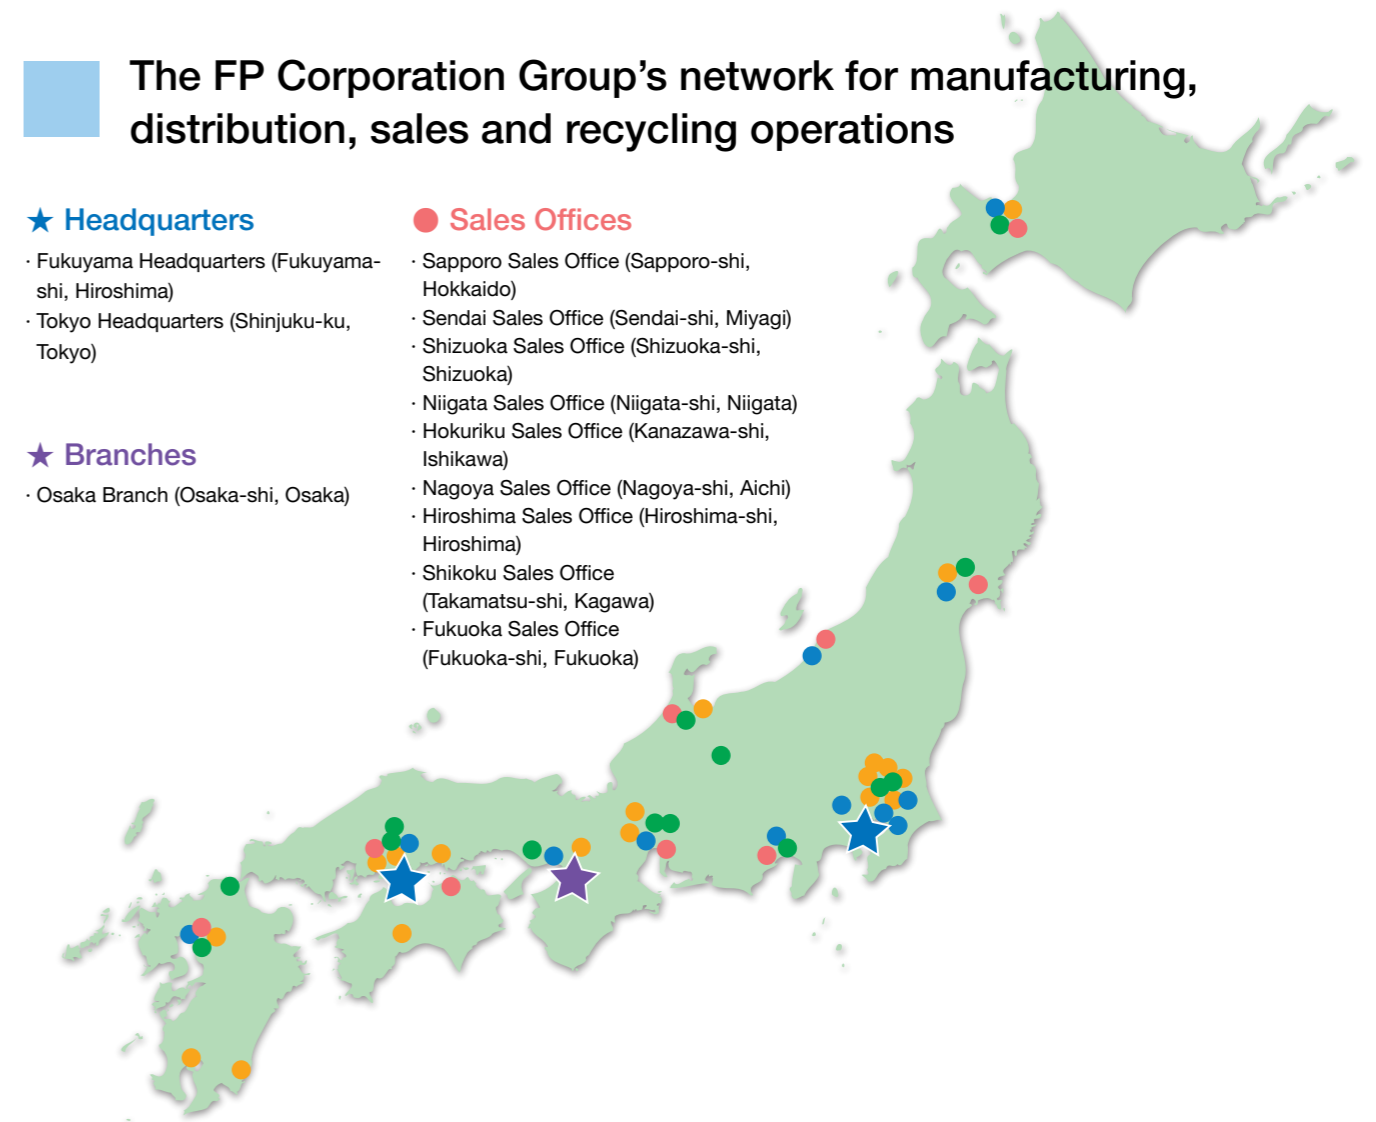 The FP Corporation Group’s network for manufacturing,
distribution, sales and recycling operations
Headquarters
· Fukuyama Headquarters (Fukuyama-
shi, Hiroshima)
· Tokyo Headquarters (Shinjuku-ku,
Tokyo)
Branches
· Osaka Branch (Osaka-shi, Osaka)
Sales Offices
· Sapporo Sales Office (Sapporo-shi,
Hokkaido)
· Sendai Sales Office (Sendai-shi, Miyagi)
· Shizuoka Sales Office (Shizuoka-shi,
Shizuoka)
· Niigata Sales Office (Niigata-shi, Niigata)
· Hokuriku Sales Office (Kanazawa-shi,
Ishikawa)
· Nagoya Sales Office (Nagoya-shi, Aichi)
· Hiroshima Sales Office (Hiroshima-shi,
Hiroshima)
· Shikoku Sales Office
(Takamatsu-shi, Kagawa)
· Fukuoka Sales Office
(Fukuoka-shi, Fukuoka)